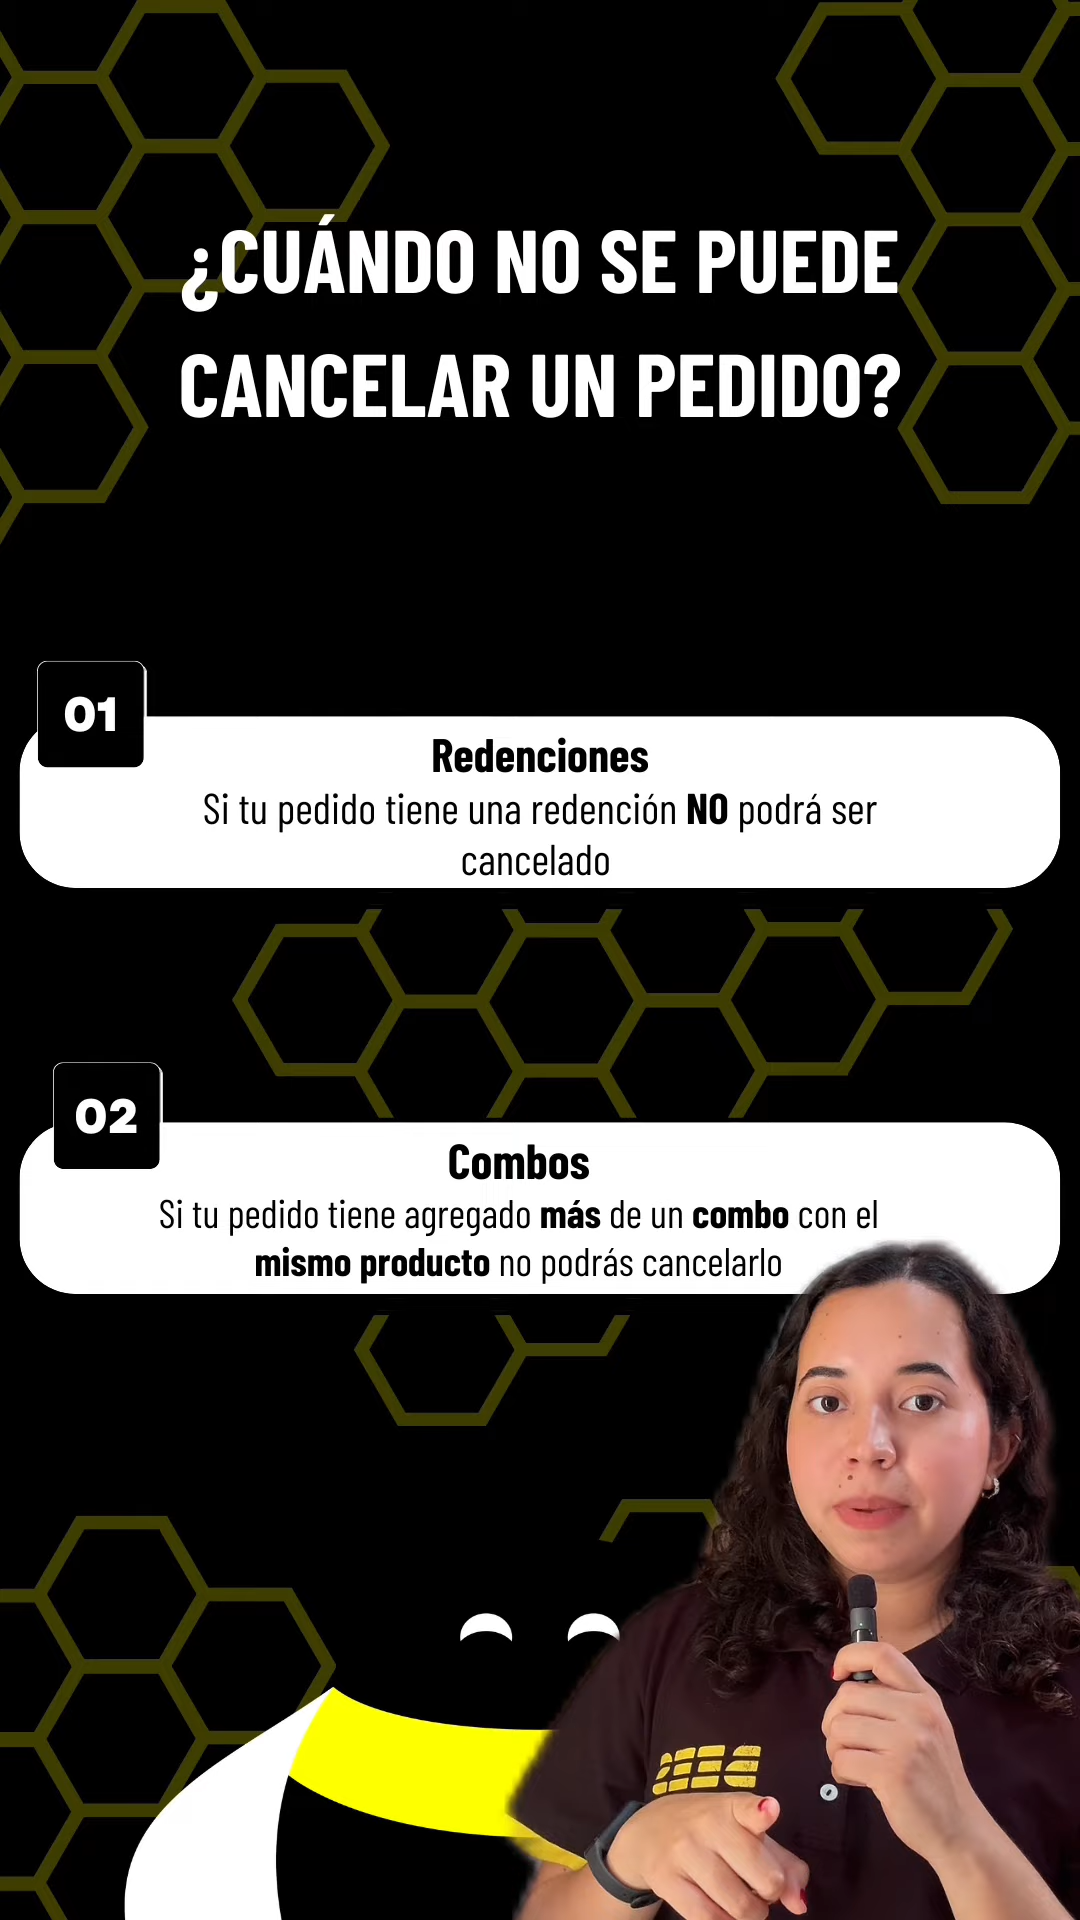 ¿CUÁNDO NO SE PUEDE
CANCELAR UN PEDIDO?
01
Redenciones
Si tu pedido tiene una redención NO podrá ser
cancelado
02
Combos
Si tu pedido tiene agregado más de un combo con el
mismo producto no podrás cancelarlo